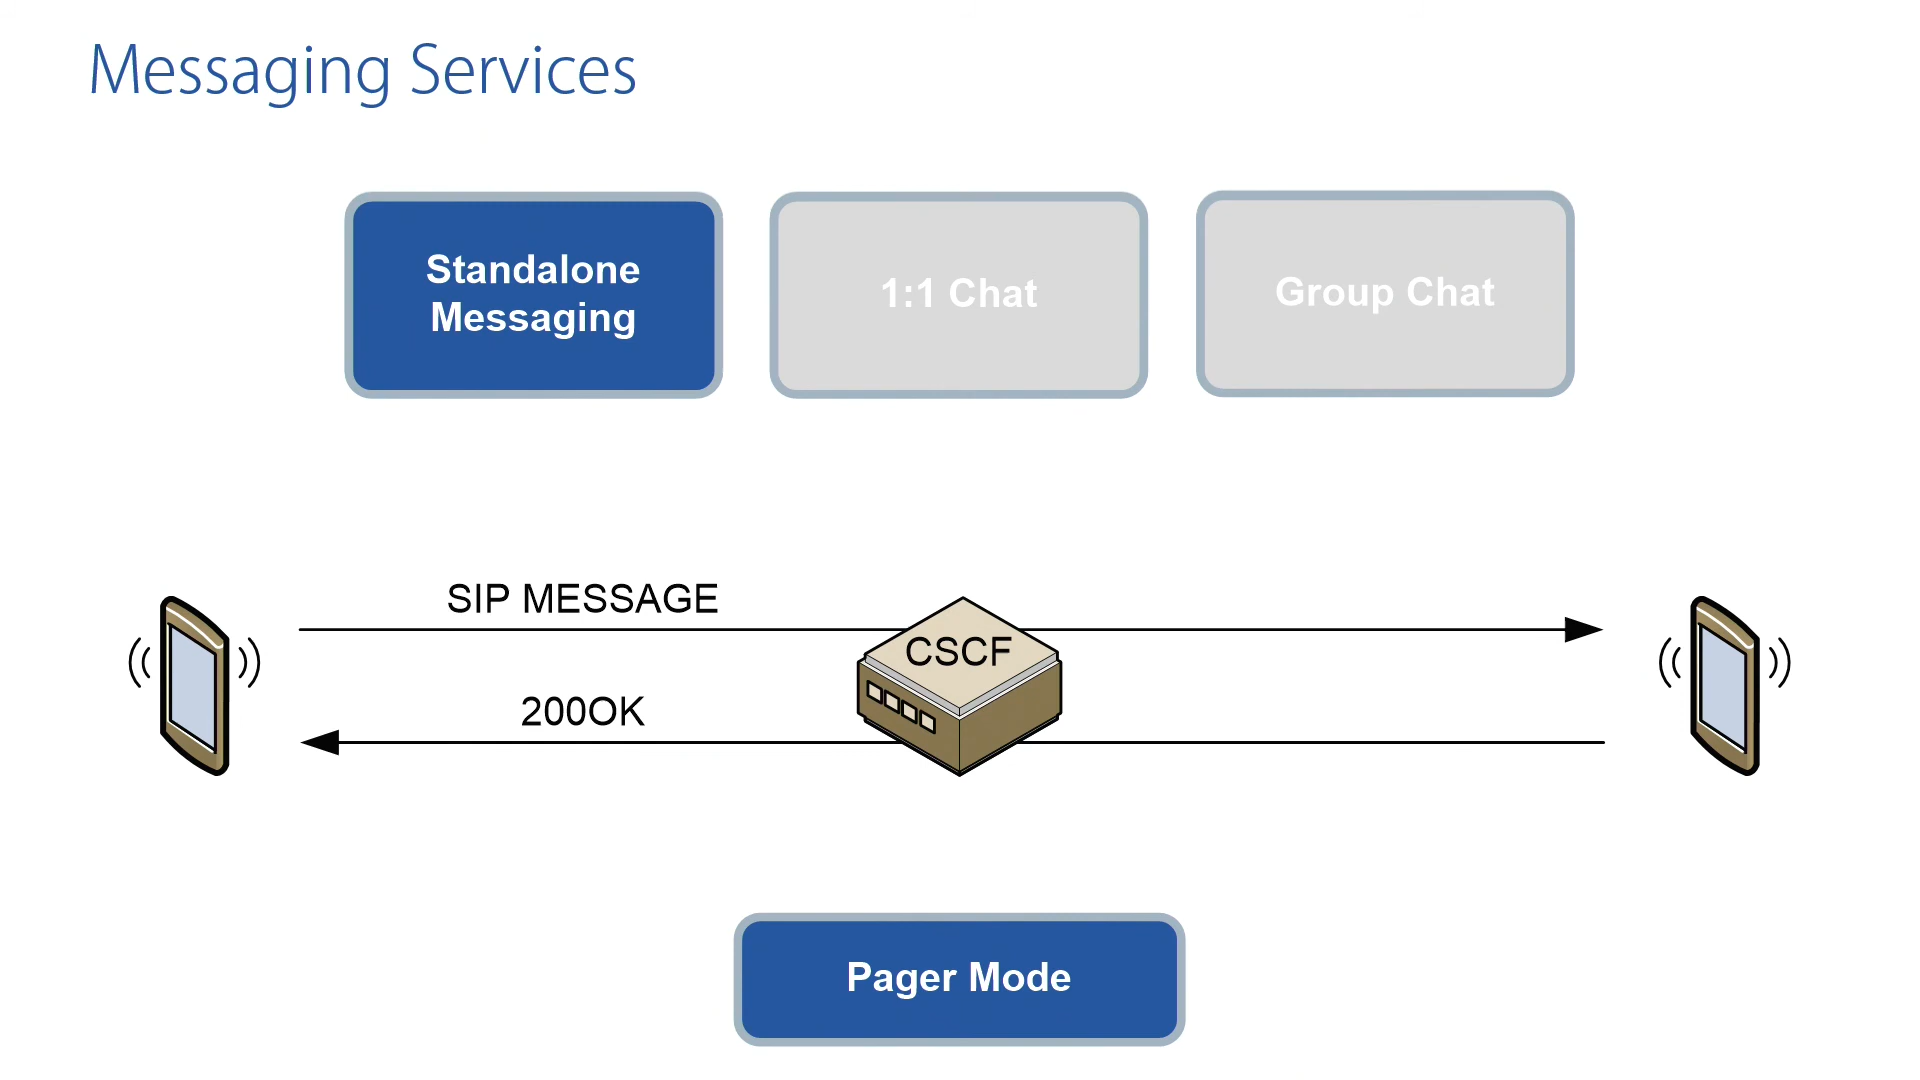 Messaging Services
Standalone
Messaging
1:1 Chat
Group Chat
SIP MESSAGE
CSCF
200OK
Pager Mode